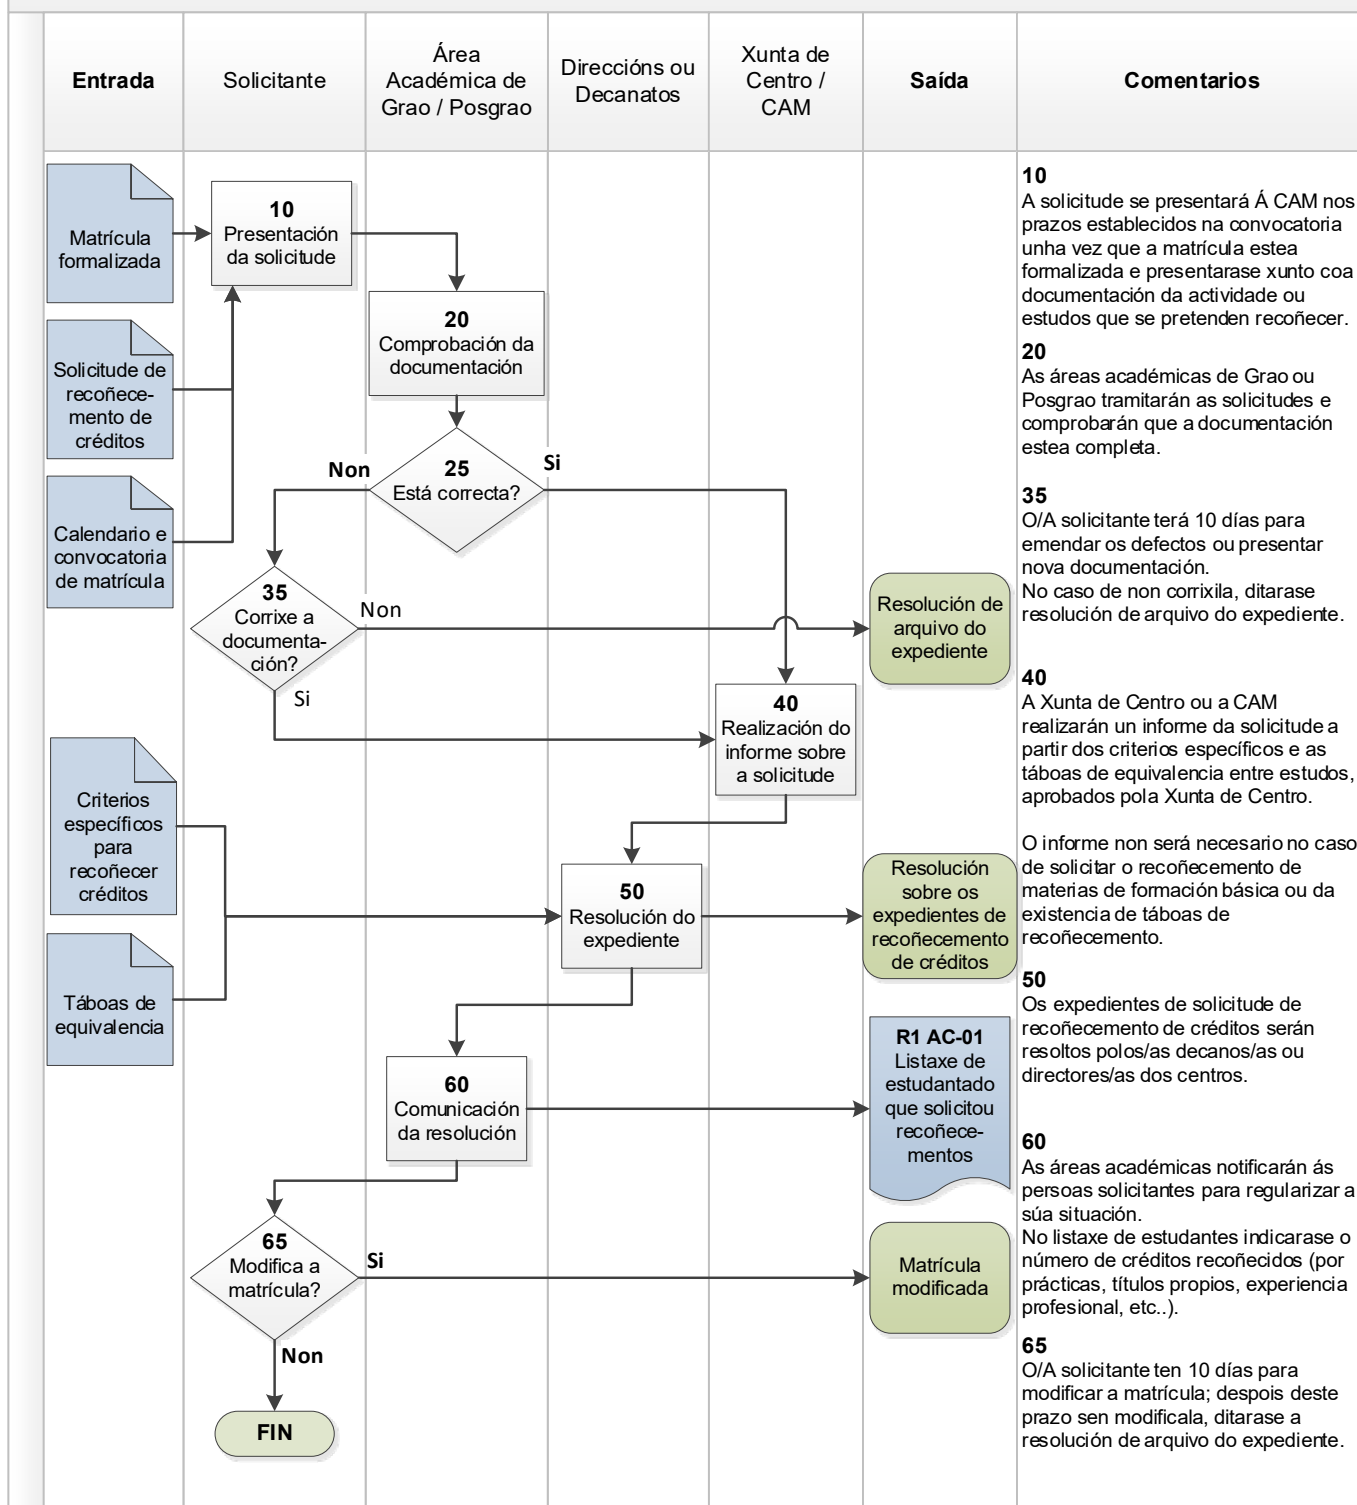 Entrada
Solicitante
Área
Académica de
Grao / Posgrao
Direccións ou
Decanatos
Xunta de
Centro /
CAM
Saída
Comentarios
Matrícula
formalizada
Solicitude de
recoñece-
mento de
créditos
Calendario e
convocatoria
de matrícula
Criterios
específicos
para
recoñecer
créditos
Táboas de
equivalencia
10
Presentación
da solicitude
20
Comprobación da
documentación
25
Está correcta?
Non
Si
35
Corrixe a
documenta-
ción?
Non
Si
40
Realización do
informe sobre
a solicitude
50
Resolución do
expediente
60
Comunicación
da resolución
65
Modifica a
matrícula?
Si
Non
FIN
Resolución de
arquivo do
expediente
Resolución
sobre os
expedientes de
recoñecemento
de créditos
R1 AC-01
Listaxe de
estudantado
que solicitou
recoñece-
mentos
Matrícula
modificada
10
A solicitude se presentará Á CAM nos
prazos establecidos na convocatoria
unha vez que a matrícula estea
formalizada e presentarase xunto coa
documentación da actividade ou
estudos que se pretenden recoñecer.
20
As áreas académicas de Grao ou
Posgrao tramitarán as solicitudes e
comprobarán que a documentación
estea completa.
35
O/A solicitante terá 10 días para
emendar os defectos ou presentar
nova documentación.
No caso de non corrixila, ditarase
resolución de arquivo do expediente.
40
A Xunta de Centro ou a CAM
realizarán un informe da solicitude a
partir dos criterios específicos e as
táboas de equivalencia entre estudos,
aprobados pola Xunta de Centro.
O informe non será necesario no caso
de solicitar o recoñecemento de
materias de formación básica ou da
existencia de táboas de
recoñecemento.
50
Os expedientes de solicitude de
recoñecemento de créditos serán
resoltos polos/as decanos/as ou
directores/as dos centros.
60
As áreas académicas notificarán ás
persoas solicitantes para regularizar a
súa situación.
No listaxe de estudantes indicarase o
número de créditos recoñecidos (por
prácticas, títulos propios, experiencia
profesional, etc..).
65
O/A solicitante ten 10 días para
modificar a matrícula; despois deste
prazo sen modificala, ditarase a
resolución de arquivo do expediente.